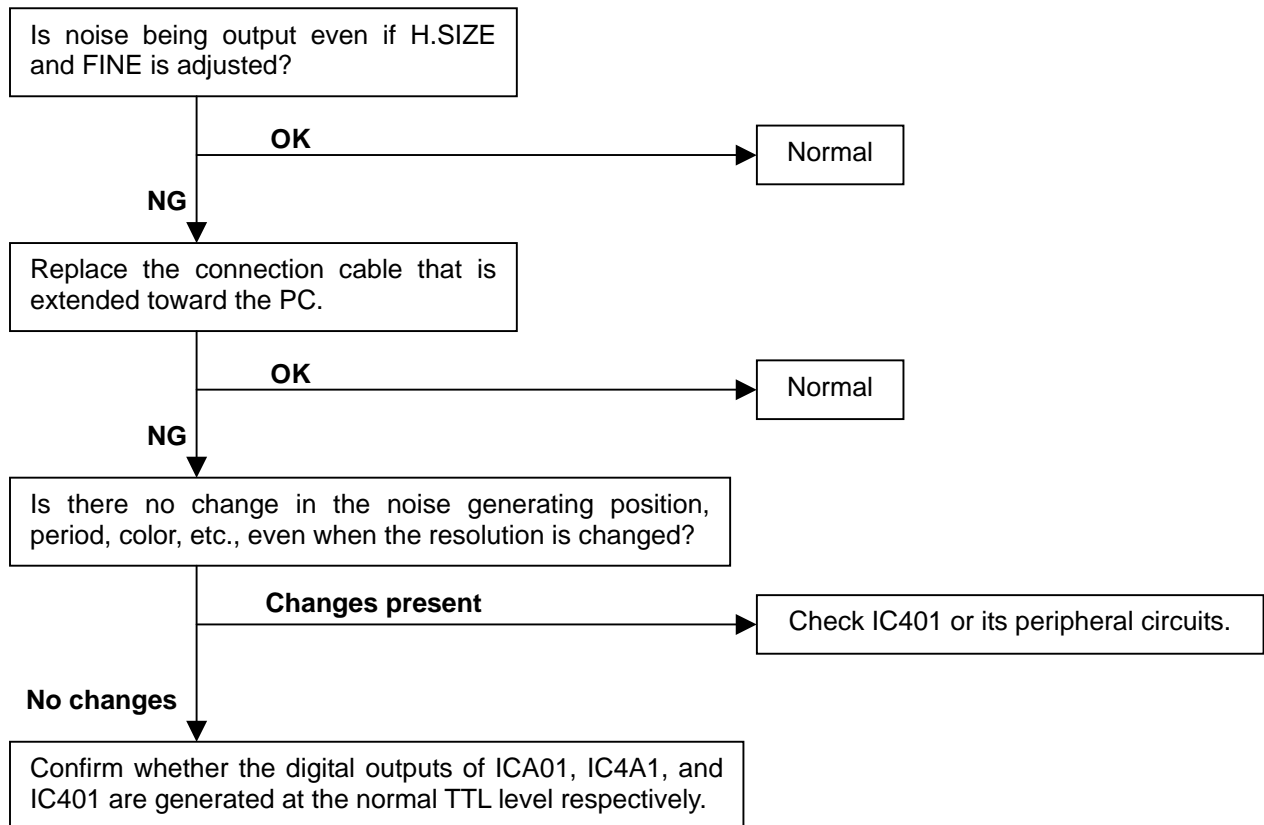 Is noise being output even if H.SIZE
and FINE is adjusted?
OK
Normal
NG
Replace the connection cable that is
extended toward the PC.
OK
Normal
NG
Is there no change in the noise generating position,
period, color, etc., even when the resolution is changed?
Changes present
Check IC401 or its peripheral circuits.
No changes
Confirm whether the digital outputs of ICA01, IC4A1, and
IC401 are generated at the normal TTL level respectively.